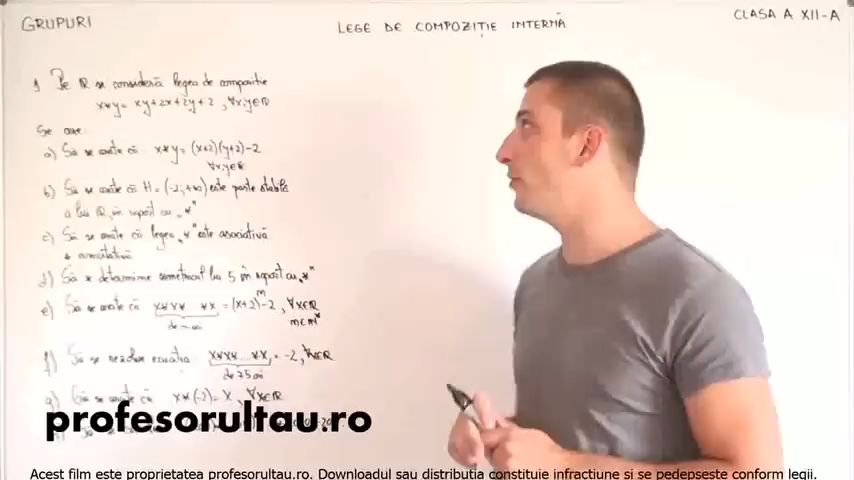 GRUPURI
LEGE DE COMPOZIȚIE INTERNĂ
CLASA A XII-A
1 Pe ℝ se consideră legea de compoziție
x*y = xy+2x+2y+2, ∀x,y∈ℝ
Se cere:
a) Să se arate că x*y = (x+2)(y+2)-2
∀x,y∈ℝ
b) Să se arate că H = (-2,+∞) este parte stabilă
a lui ℝ în raport cu „*"
c) Să se arate că legea „*" este asociativă
comutativă
d) Să se determine simetricul lui 5 în raport cu „*"
e) Să se arate că x*x* *x = (x+2)^n-2, ∀x∈ℝ
de n ori n∈ℕ*
f) Să se rezolve ecuația x*x*...*x = -2, x∈ℝ
de 75 ori
g) Să se arate că x*(-2) = X, ∀x∈ℝ
profesorultau.ro
Acest film este proprietatea profesorultau.ro. Downloadul sau distributia constituie infractiune si se pedepseste conform legii.